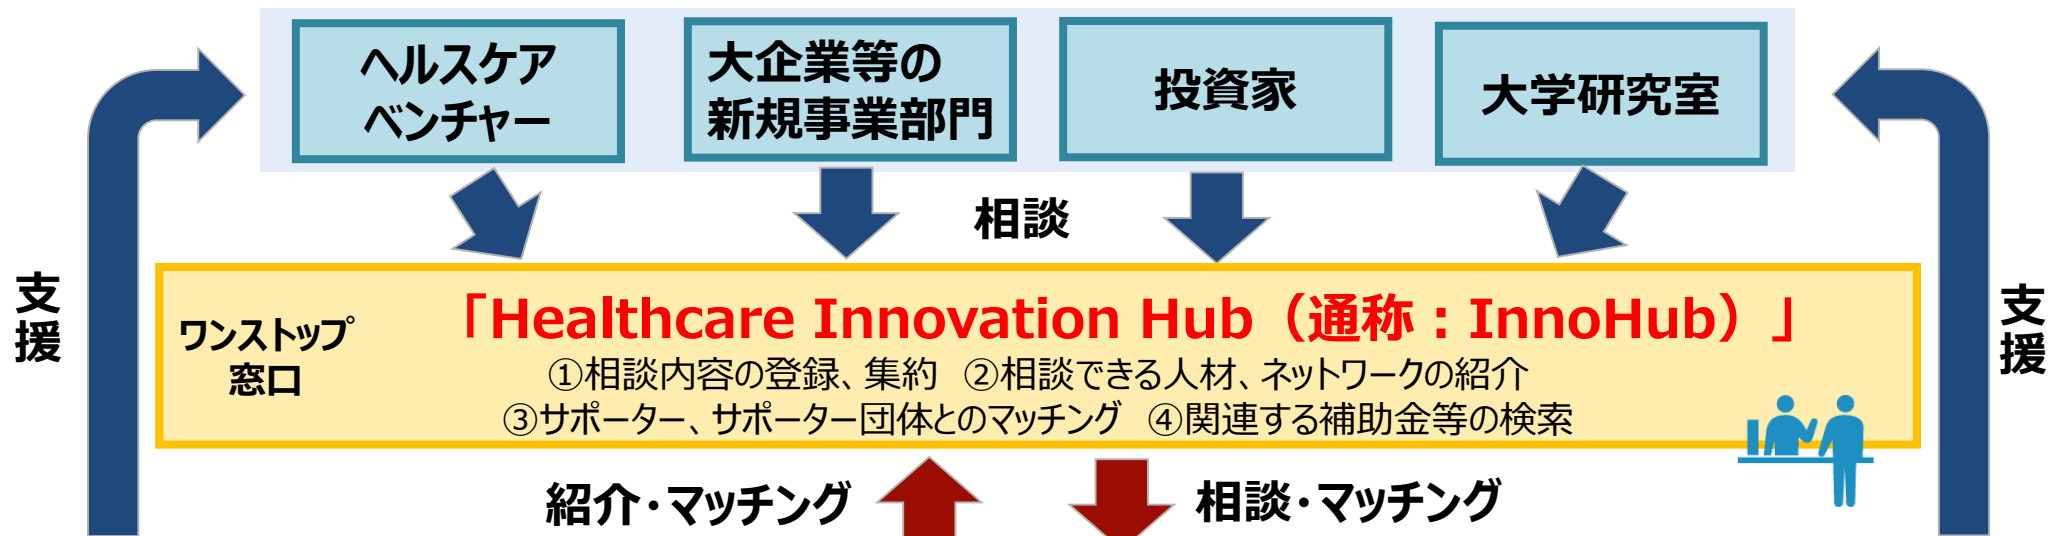 ヘルスケア
ベンチャー
大企業等の
新規事業部門
投資家
大学研究室
相談
支援
支援
ワンストップ
窓口
「Healthcare Innovation Hub（通称：InnoHub）」
①相談内容の登録、集約　②相談できる人材、ネットワークの紹介
③サポーター、サポーター団体とのマッチング　④関連する補助金等の検索
紹介・マッチング
相談・マッチング